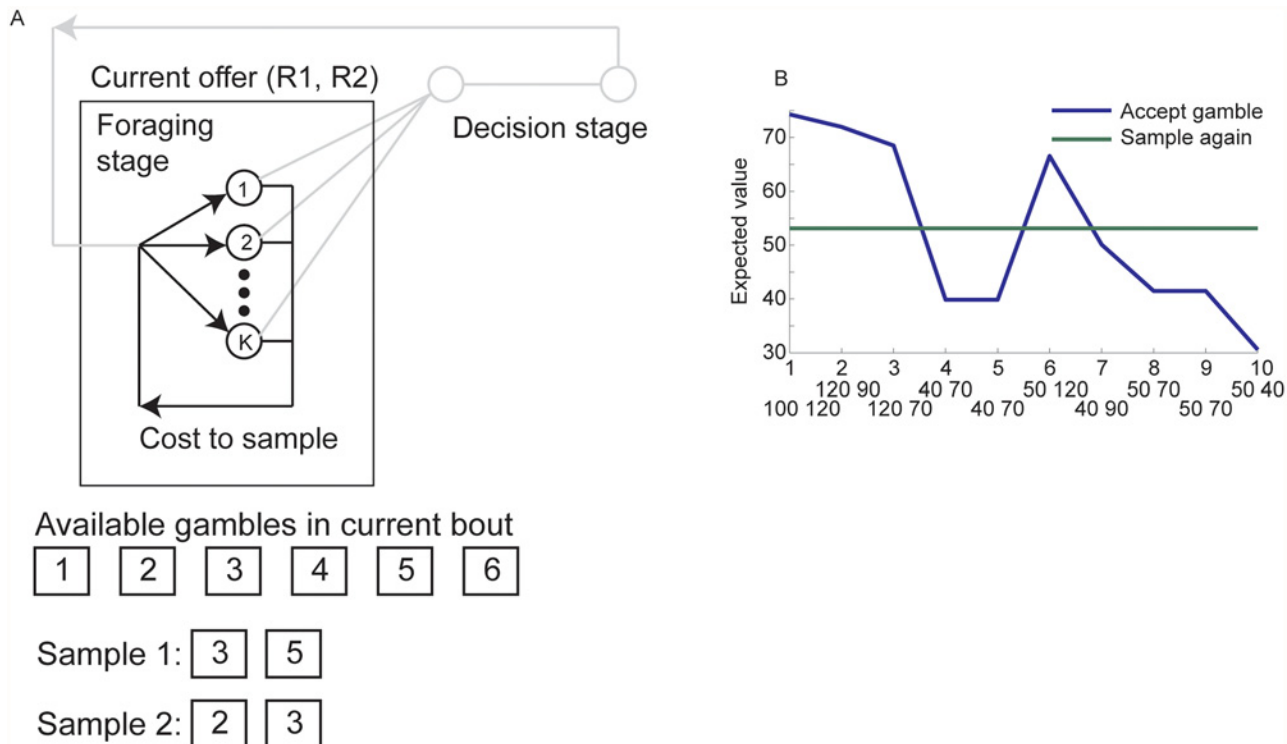 A
Current offer (R1, R2)
Foraging
stage
1
2
K
Cost to sample
Decision stage
Available gambles in current bout
1 2 3 4 5 6
Sample 1: 3 5
Sample 2: 2 3
B
Accept gamble
Sample again
Expected value
70
60
50
40
30
1 2 3 4 5 6 7 8 9 10
120 90 40 70 50 120 50 70 50 40
100 120 120 70 40 70 40 90 50 70